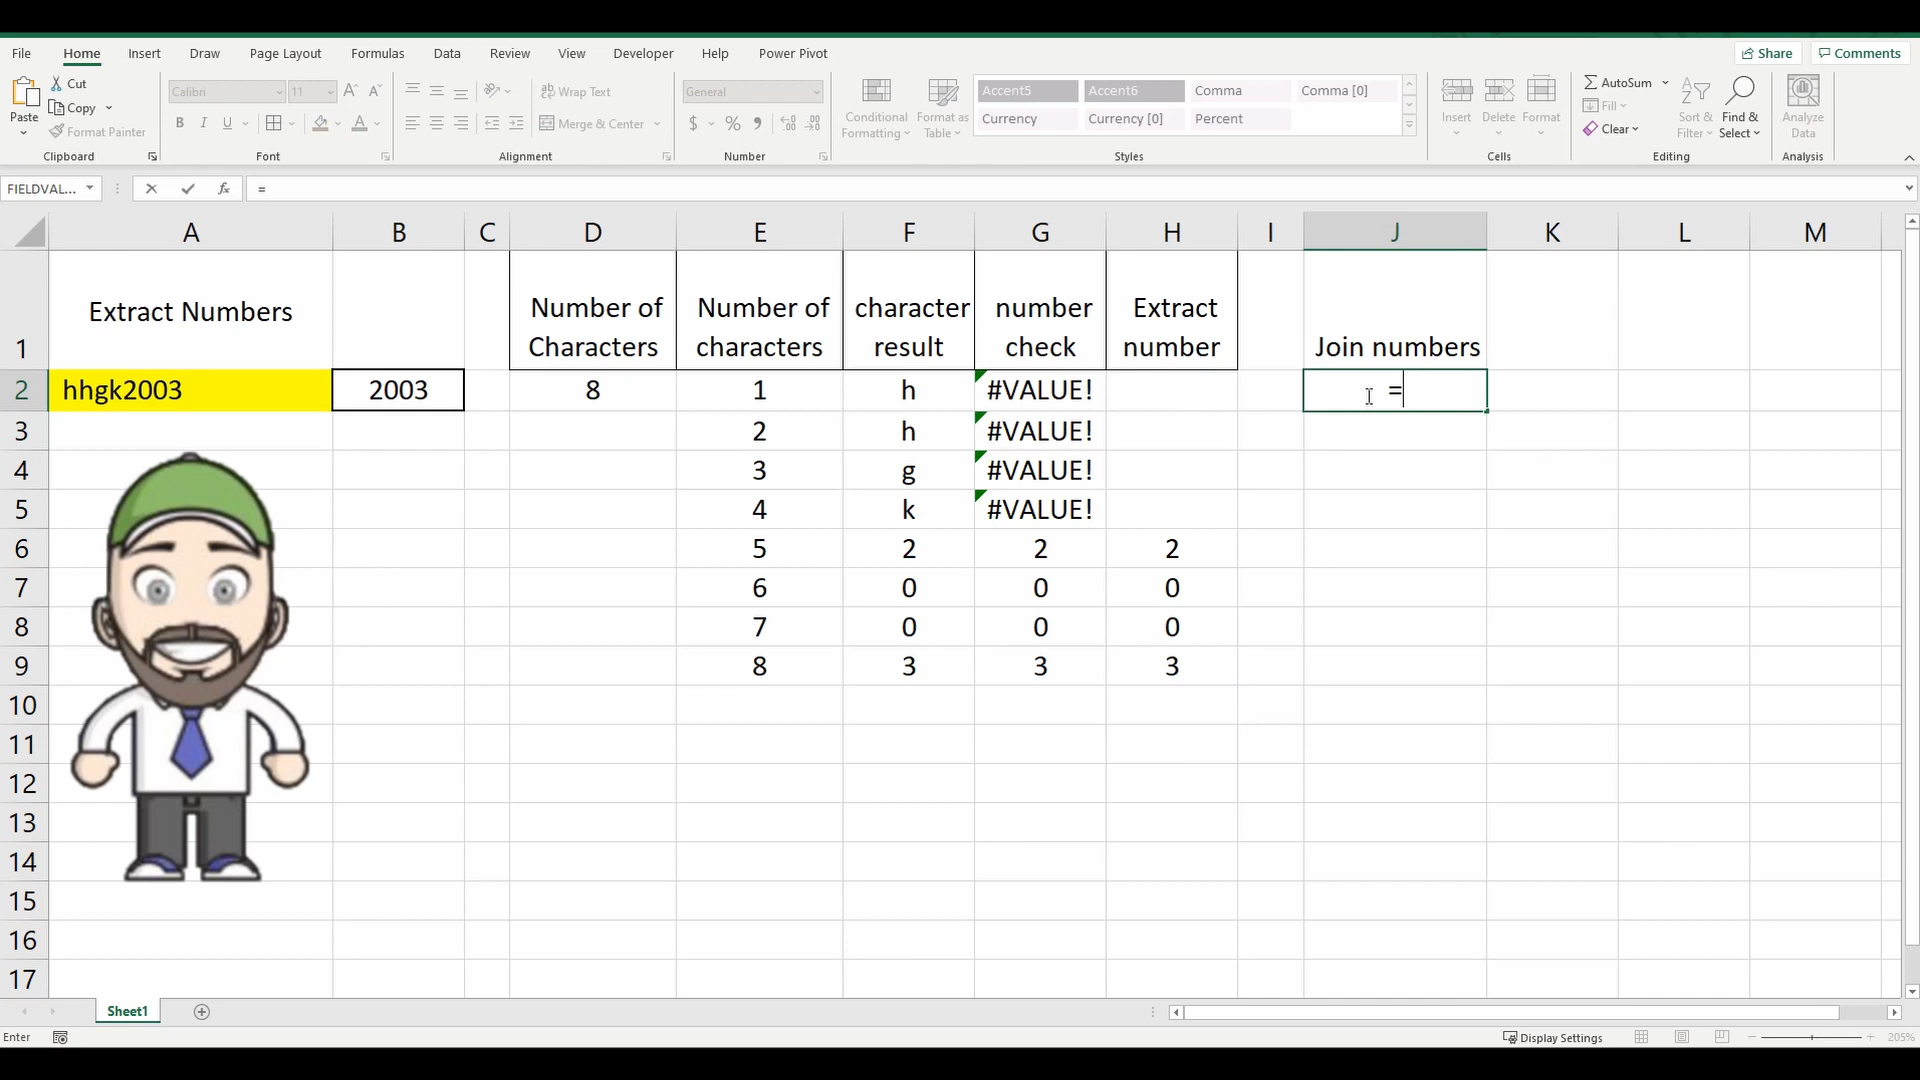 File Home Insert Draw Page Layout Formulas Data Review View Developer Help Power Pivot Share Comments
Paste Cut Copy Format Painter Clipboard
Calibri 11 B I U Font
Wrap Text Merge & Center Alignment
General $ % , Number
Conditional Formatting Format as Table
Accent5 Accent6 Comma Comma [0]
Currency Currency [0] Percent
Styles
Insert Delete Format Cells
AutoSum Fill Clear Sort & Filter Find & Select Editing
Analyze Data Analysis
FIELDVAL... fx =
A B C D E F G H I J K L M
1 Extract Numbers Number of Characters Number of characters character result number check Extract number Join numbers
2 hhgk2003 2003 8 1 h #VALUE! =
3 2 h #VALUE!
4 3 g #VALUE!
5 4 k #VALUE!
6 5 2 2 2
7 6 0 0 0
8 7 0 0 0
9 8 3 3 3
10
11
12
13
14
15
16
17
Sheet1
Enter Display Settings 205%